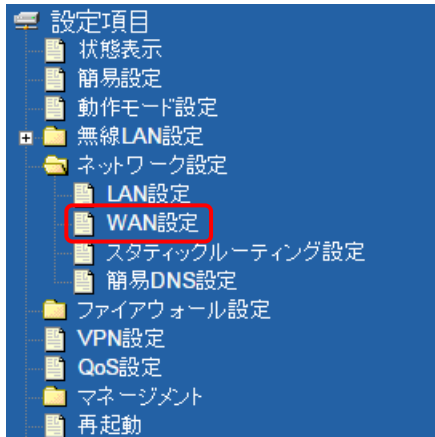 設定項目
状態表示
簡易設定
動作モード設定
無線LAN設定
ネットワーク設定
LAN設定
WAN設定
スタティックルーティング設定
簡易DNS設定
ファイアウォール設定
VPN設定
QoS設定
マネージメント
再起動